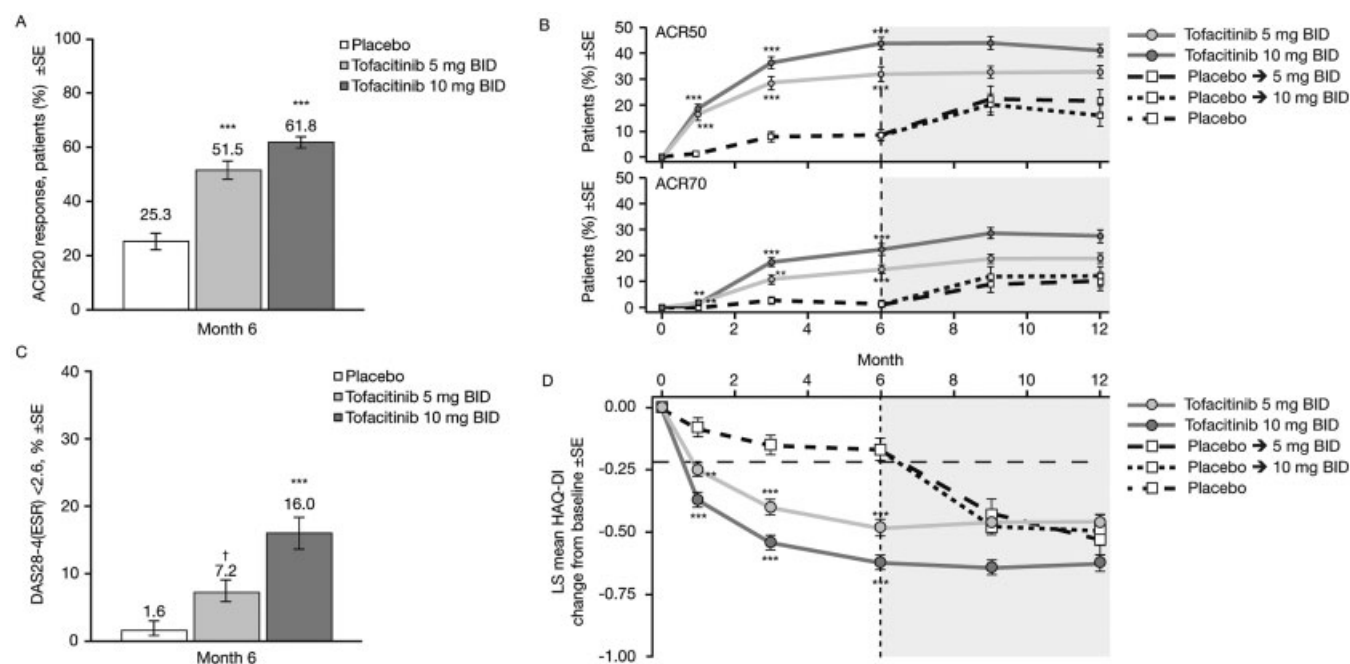 A
ACR20 response, patients (%) ±SE
100
80
60
40
20
0
Placebo
Tofacitinib 5 mg BID
Tofacitinib 10 mg BID
25.3
***
51.5
***
61.8
Month 6
B
ACR50
Patients (%) ±SE
50
40
30
20
10
0
***
***
***
***
***
***
Tofacitinib 5 mg BID
Tofacitinib 10 mg BID
Placebo → 5 mg BID
Placebo → 10 mg BID
Placebo
ACR70
Patients (%) ±SE
50
40
30
20
10
0
**
**
***
**
***
***
0
2
4
6
8
10
12
Month
C
DAS28-4(ESR) <2.6, % ±SE
40
30
20
10
0
Placebo
Tofacitinib 5 mg BID
Tofacitinib 10 mg BID
1.6
†
7.2
***
16.0
Month 6
D
0
2
4
6
8
10
12
LS mean HAQ-DI
change from baseline ±SE
0.00
-0.25
-0.50
-0.75
-1.00
**
***
***
***
***
***
Tofacitinib 5 mg BID
Tofacitinib 10 mg BID
Placebo → 5 mg BID
Placebo → 10 mg BID
Placebo